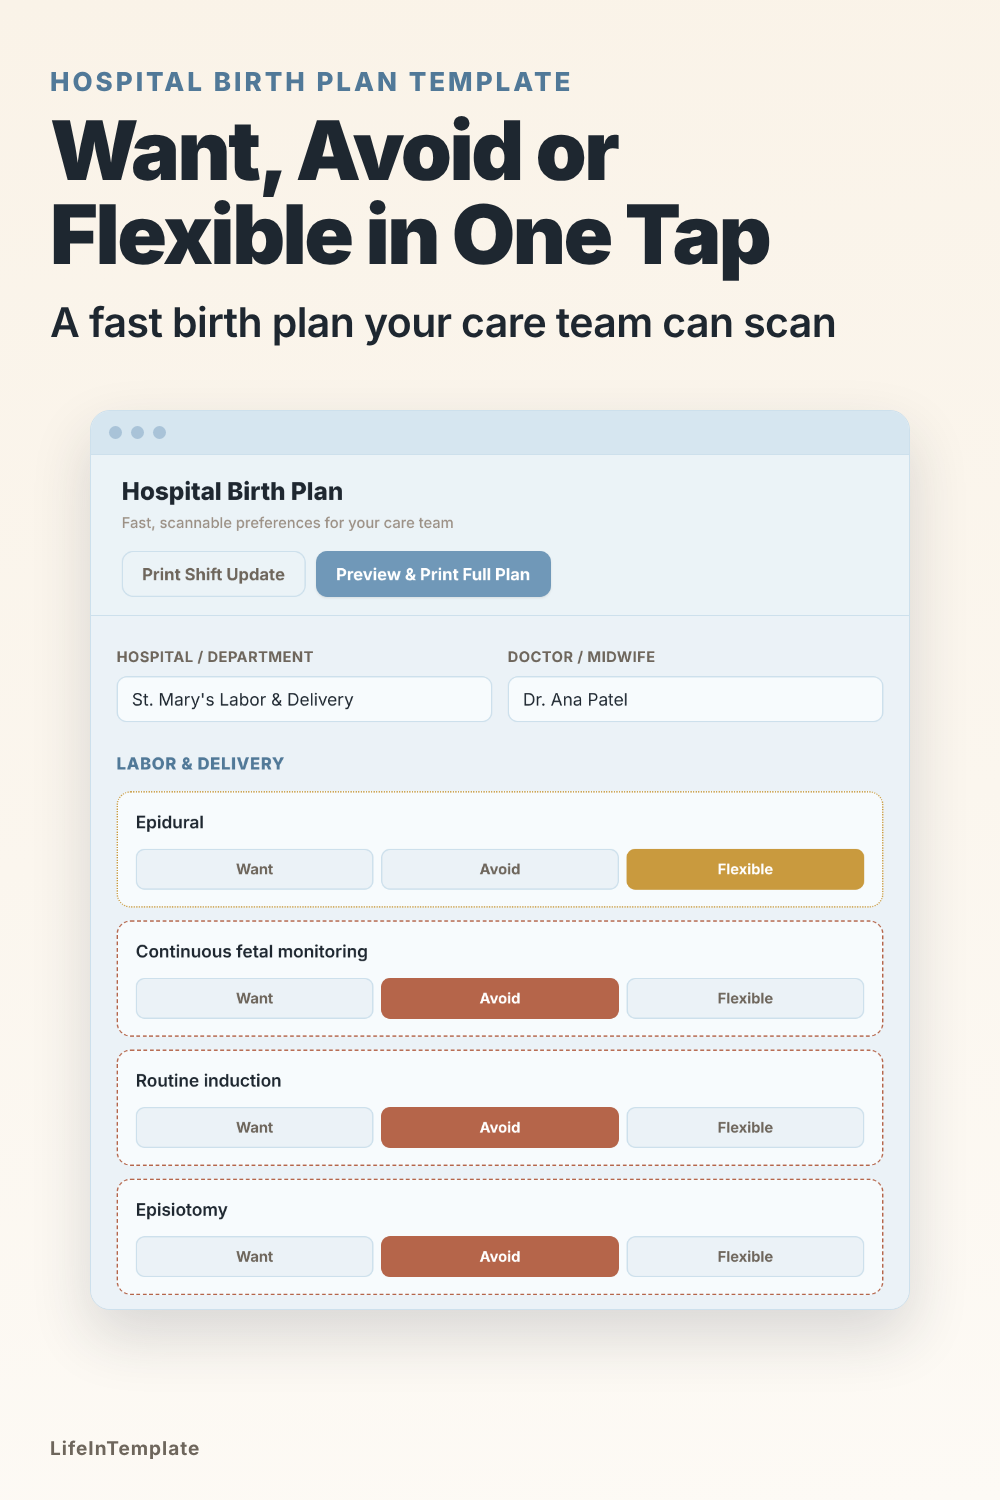 HOSPITAL BIRTH PLAN TEMPLATE
Want, Avoid or
Flexible in One Tap
A fast birth plan your care team can scan
Hospital Birth Plan
Fast, scannable preferences for your care team
Print Shift Update
Preview & Print Full Plan
HOSPITAL / DEPARTMENT
DOCTOR / MIDWIFE
St. Mary's Labor & Delivery
Dr. Ana Patel
LABOR & DELIVERY
Epidural
Want
Avoid
Flexible
Continuous fetal monitoring
Want
Avoid
Flexible
Routine induction
Want
Avoid
Flexible
Episiotomy
Want
Avoid
Flexible
LifeInTemplate